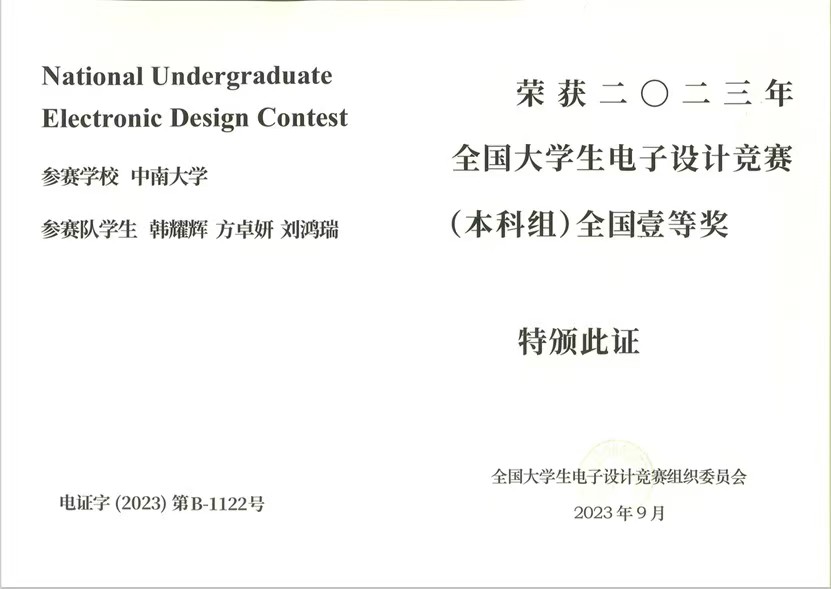 National Undergraduate
Electronic Design Contest
参赛学校 中南大学
参赛队学生 韩耀辉 方卓妍 刘鸿瑞
电证字 (2023) 第B-1122号
荣获二〇二三年
全国大学生电子设计竞赛
(本科组)全国壹等奖
特颁此证
全国大学生电子设计竞赛组织委员会
2023 年 9 月